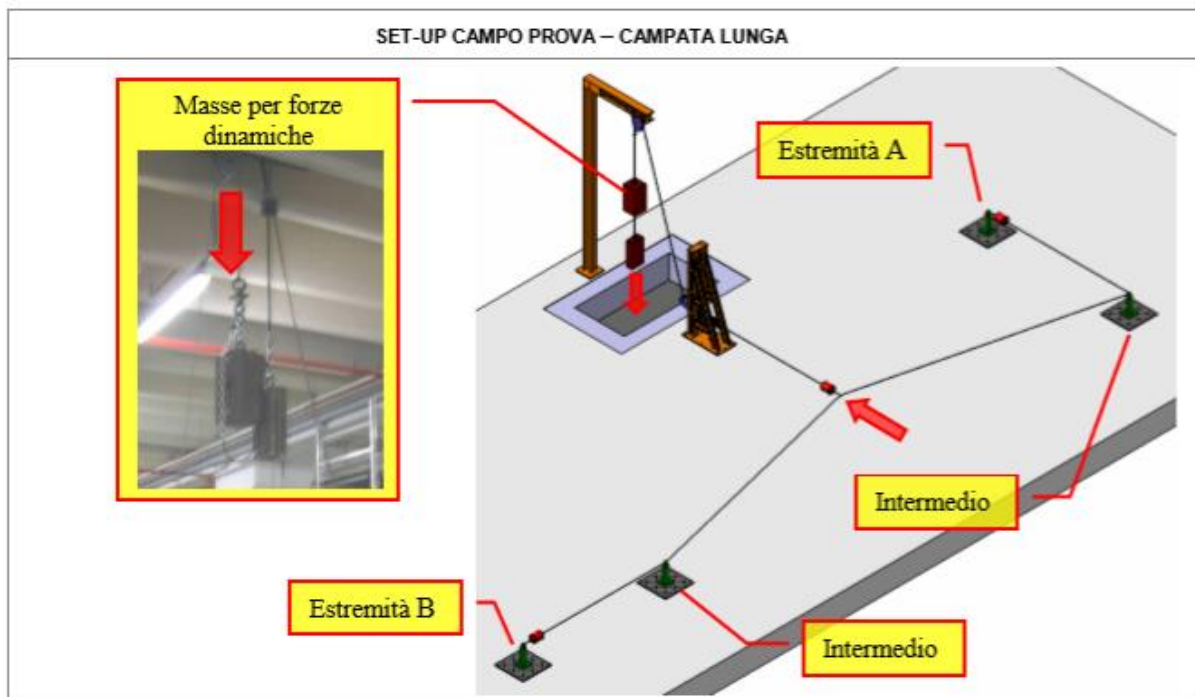 SET-UP CAMPO PROVA – CAMPATA LUNGA
Masse per forze
dinamiche
Estremità A
Intermedio
Estremità B
Intermedio